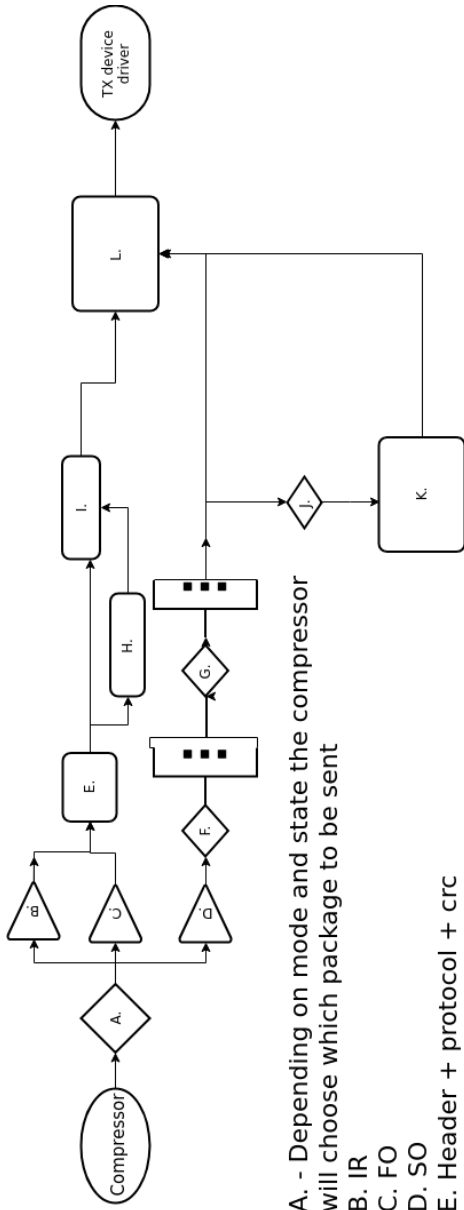 Compressor
A.
B.
C.
D.
E.
F.
G.
H.
I.
J.
K.
L.
TX device
driver
A. - Depending on mode and state the compressor
will choose which package to be sent
B. IR
C. FO
D. SO
E. Header + protocol + crc